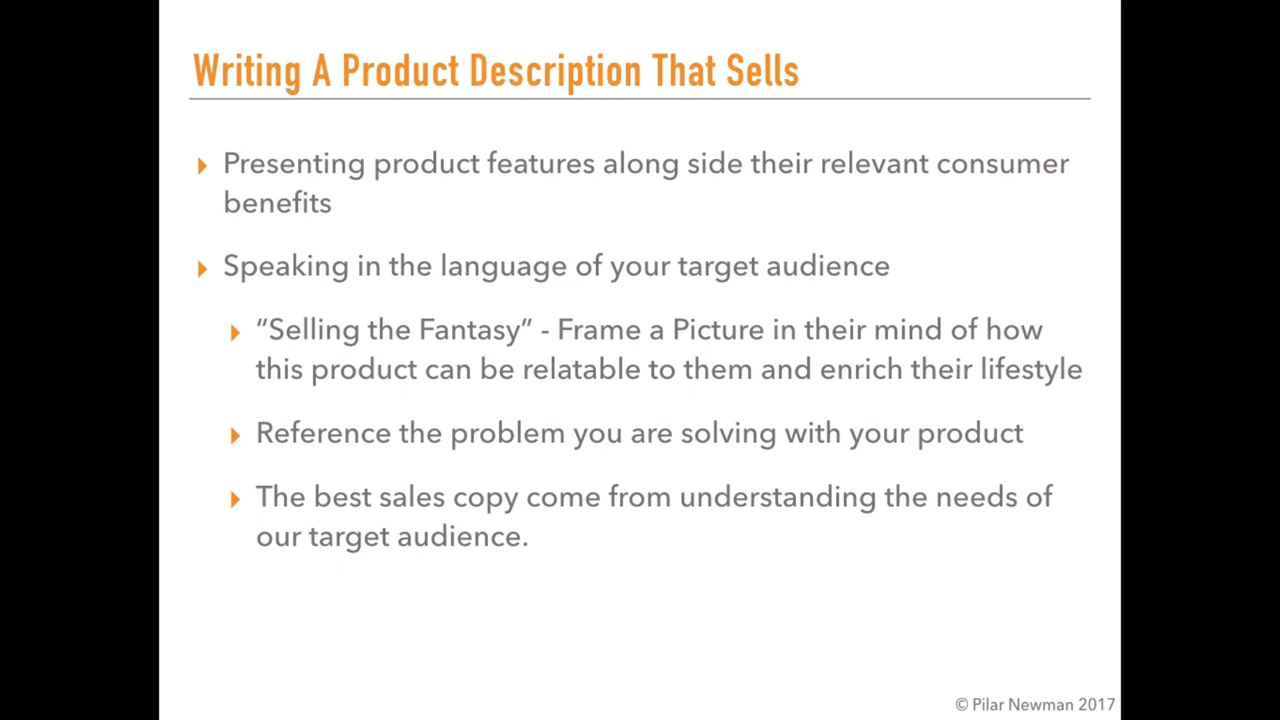 Writing A Product Description That Sells
Presenting product features along side their relevant consumer
benefits
Speaking in the language of your target audience
“Selling the Fantasy” - Frame a Picture in their mind of how
this product can be relatable to them and enrich their lifestyle
Reference the problem you are solving with your product
The best sales copy come from understanding the needs of
our target audience.
© Pilar Newman 2017